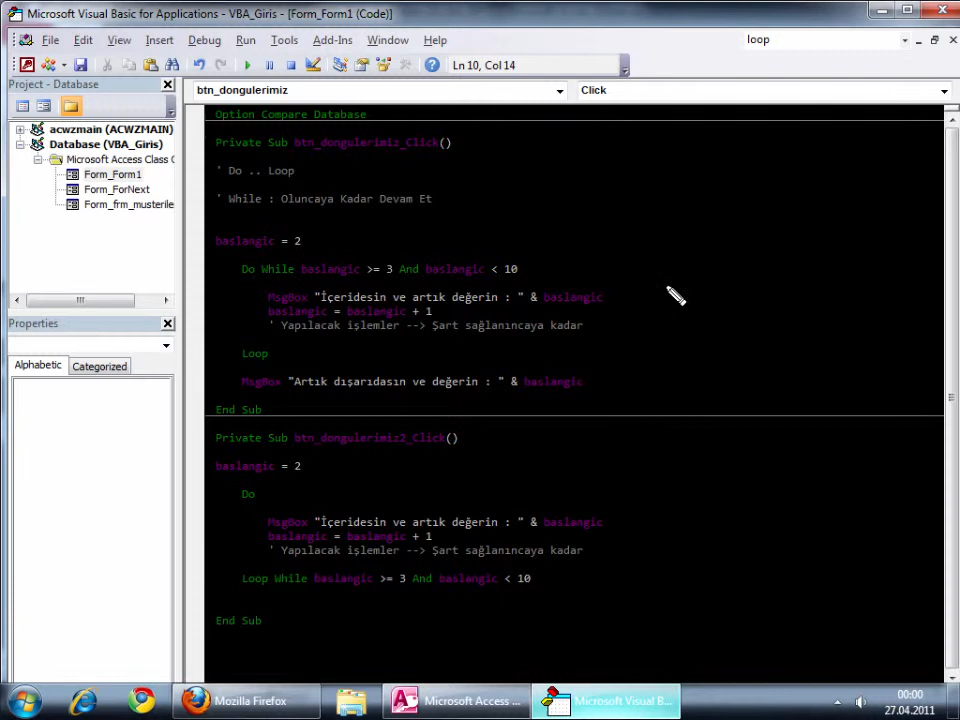 Microsoft Visual Basic for Applications - VBA_Giris - [Form_Form1 (Code)]
File Edit View Insert Debug Run Tools Add-Ins Window Help
loop
Ln 10, Col 14
Project - Database
btn_dongulerimiz
Click
acwzmain (ACWZMAIN)
Database (VBA_Giris)
Microsoft Access Class O
Form_Form1
Form_ForNext
Form_frm_musterile
Properties
Alphabetic Categorized
Option Compare Database
Private Sub btn_dongulerimiz_Click()
' Do .. Loop
' While : Oluncaya Kadar Devam Et
baslangic = 2
Do While baslangic >= 3 And baslangic < 10
MsgBox "İçeridesin ve artık değerin : " & baslangic
baslangic = baslangic + 1
' Yapılacak işlemler --> Şart sağlanıncaya kadar
Loop
MsgBox "Artık dışarıdasın ve değerin : " & baslangic
End Sub
Private Sub btn_dongulerimiz2_Click()
baslangic = 2
Do
MsgBox "İçeridesin ve artık değerin : " & baslangic
baslangic = baslangic + 1
' Yapılacak işlemler --> Şart sağlanıncaya kadar
Loop While baslangic >= 3 And baslangic < 10
End Sub
Mozilla Firefox
Microsoft Access ...
Microsoft Visual B...
00:00
27.04.2011